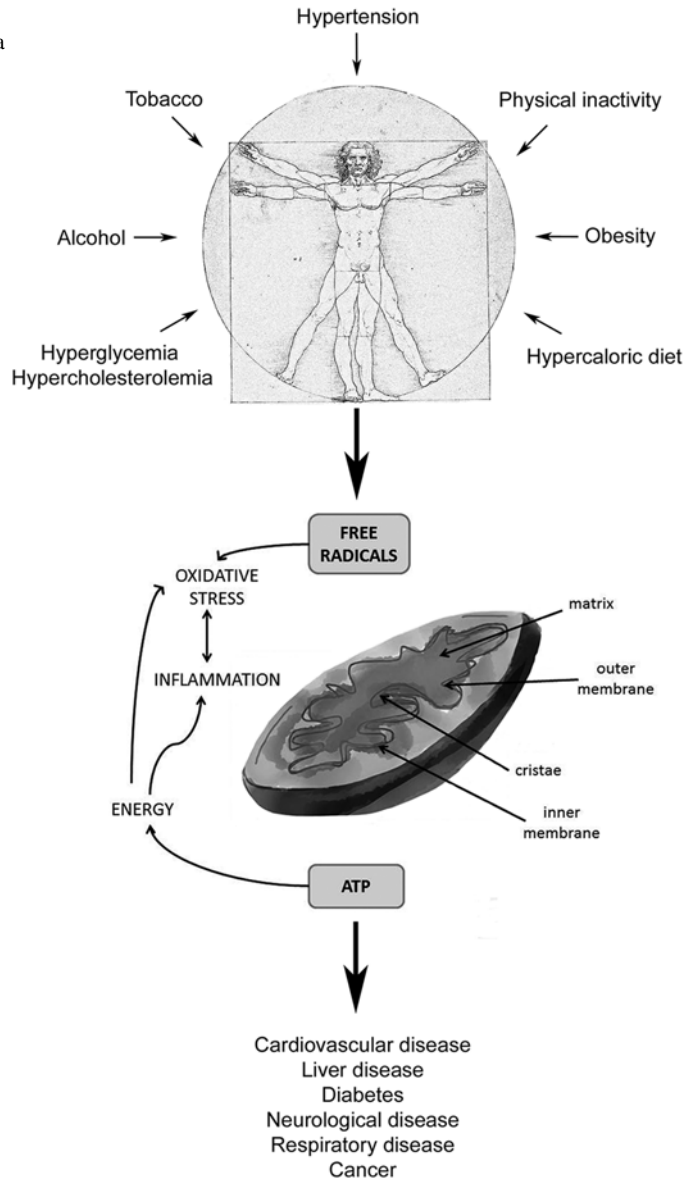 Hypertension
a
Tobacco
Physical inactivity
Alcohol
Obesity
Hyperglycemia
Hypercholesterolemia
Hypercaloric diet
FREE
RADICALS
OXIDATIVE
STRESS
INFLAMMATION
matrix
outer
membrane
cristae
inner
membrane
ENERGY
ATP
Cardiovascular disease
Liver disease
Diabetes
Neurological disease
Respiratory disease
Cancer